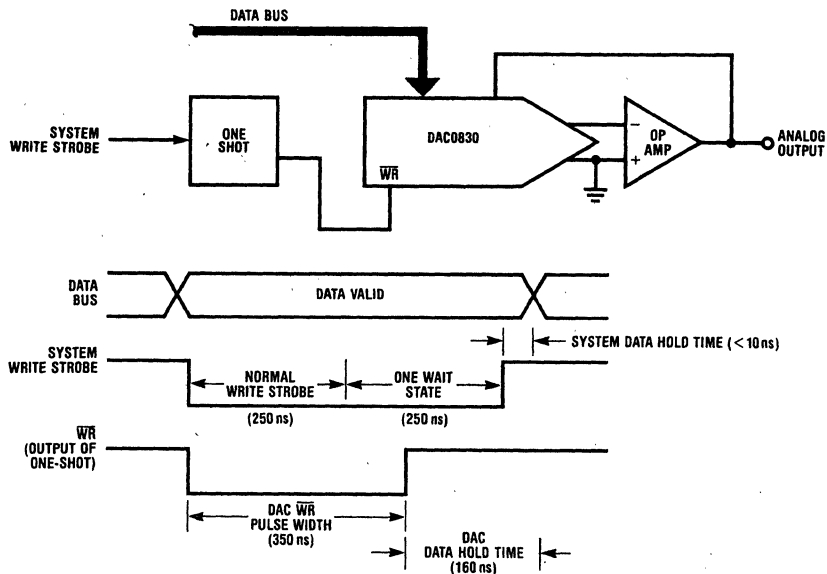 DATA BUS
SYSTEM
WRITE STROBE
ONE
SHOT
DAC0830
WR
−
+
OP
AMP
ANALOG
OUTPUT
DATA
BUS
DATA VALID
SYSTEM DATA HOLD TIME (<10ns)
SYSTEM
WRITE STROBE
NORMAL
WRITE STROBE
(250 ns)
ONE WAIT
STATE
(250 ns)
WR
(OUTPUT OF
ONE-SHOT)
DAC WR
PULSE WIDTH
(350 ns)
DAC
DATA HOLD TIME
(160 ns)